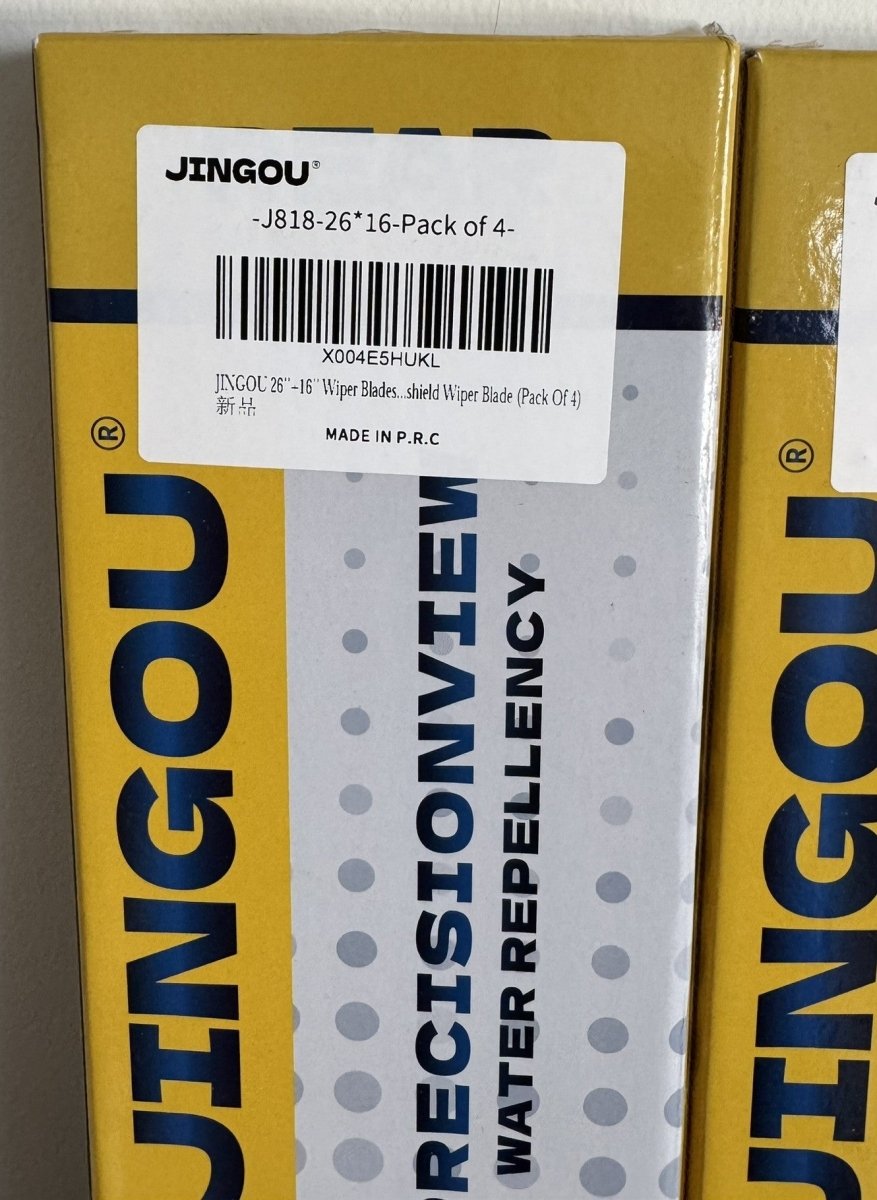 JINGOU®
-J818-26*16-Pack of 4-
X004E5HUKL
JINGOU 26''+16'' Wiper Blades...shield Wiper Blade (Pack Of 4)
新品
MADE IN P.R.C
JINGOU®
PRECISIONVIEW
WATER REPELLENCY
JINGOU®